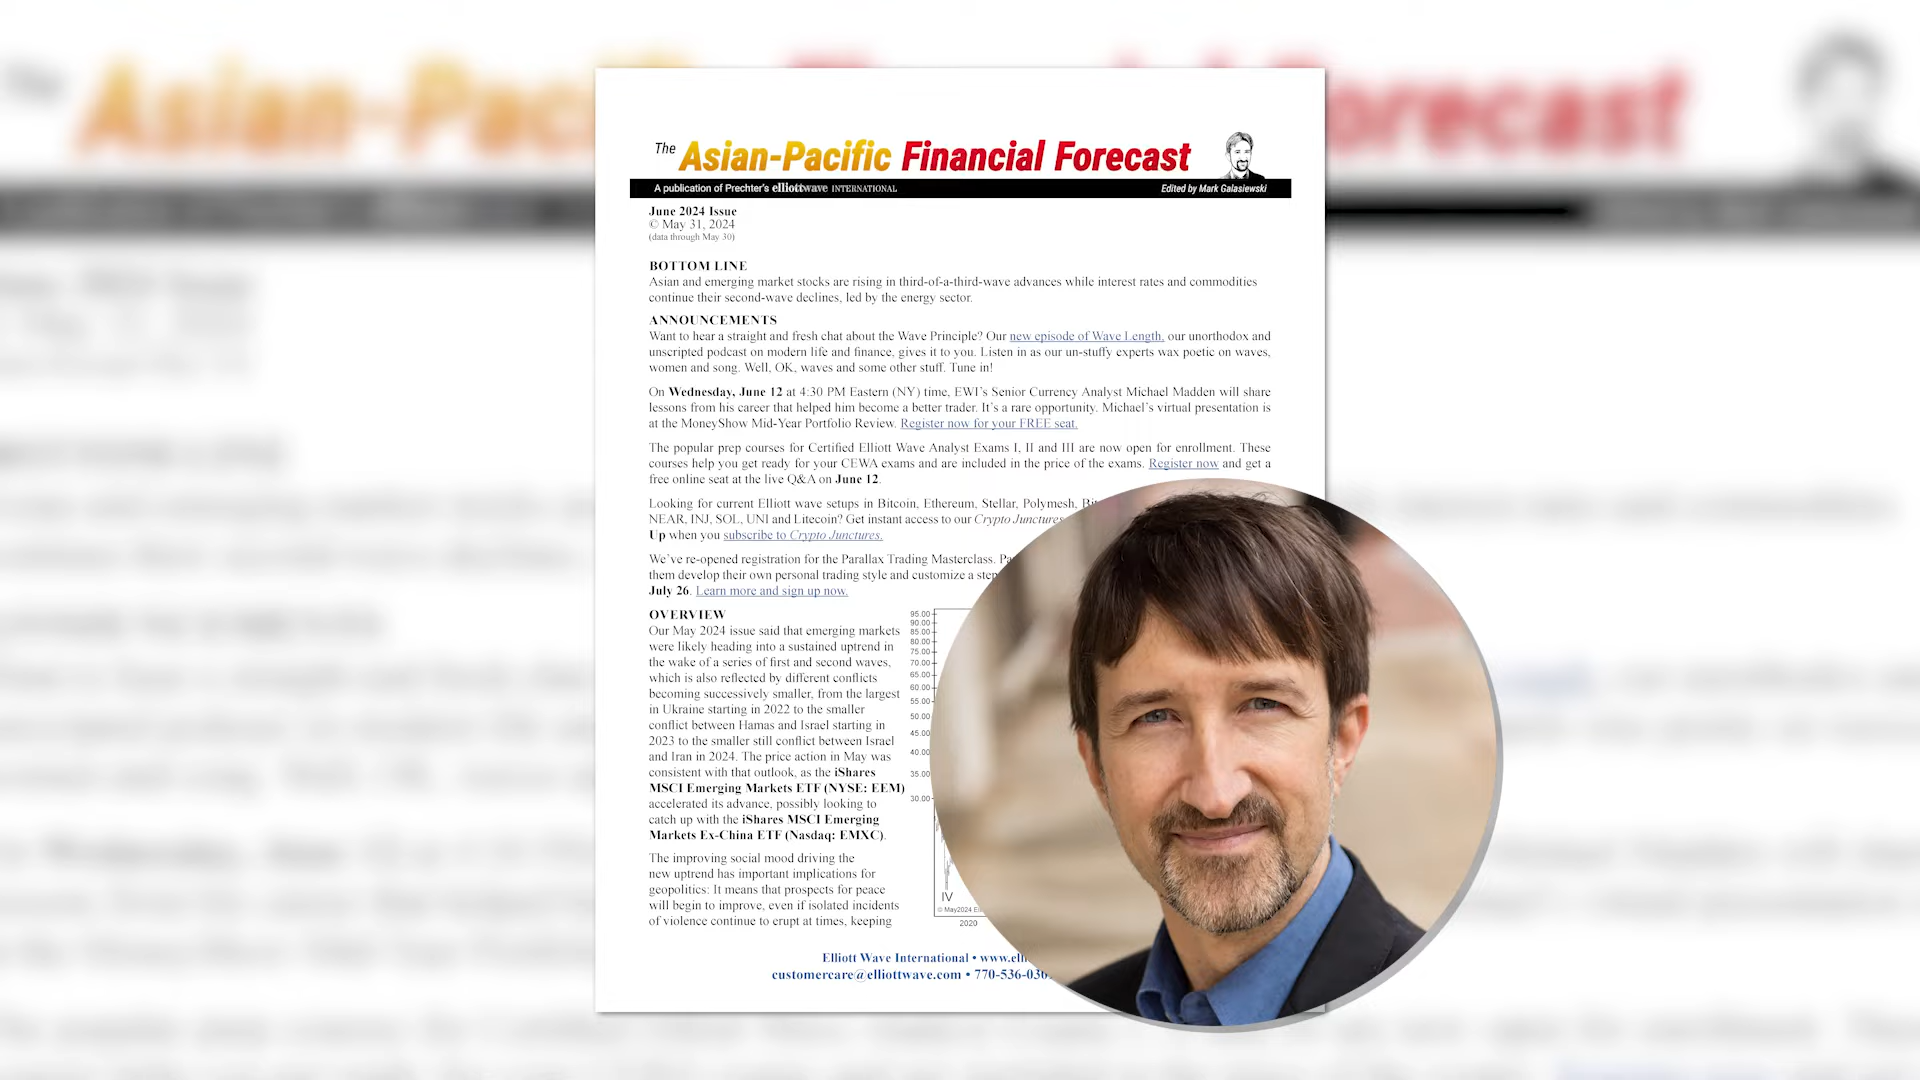 The Asian-Pacific Financial Forecast
A publication of Prechter's elliottwave INTERNATIONAL
Edited by Mark Galasiewski
June 2024 Issue
© May 31, 2024
(data through May 30)
BOTTOM LINE
Asian and emerging market stocks are rising in third-of-a-third-wave advances while interest rates and commodities
continue their second-wave declines, led by the energy sector.
ANNOUNCEMENTS
Want to hear a straight and fresh chat about the Wave Principle? Our new episode of Wave Length, our unorthodox and
unscripted podcast on modern life and finance, gives it to you. Listen in as our un-stuffy experts wax poetic on waves,
women and song. Well, OK, waves and some other stuff. Tune in!
On Wednesday, June 12 at 4:30 PM Eastern (NY) time, EWI's Senior Currency Analyst Michael Madden will share
lessons from his career that helped him become a better trader. It's a rare opportunity. Michael's virtual presentation is
at the MoneyShow Mid-Year Portfolio Review. Register now for your FREE seat.
The popular prep courses for Certified Elliott Wave Analyst Exams I, II and III are now open for enrollment. These
courses help you get ready for your CEWA exams and are included in the price of the exams. Register now and get a
free online seat at the live Q&A on June 12.
Looking for current Elliott wave setups in Bitcoin, Ethereum, Stellar, Polymesh,
NEAR, INJ, SOL, UNI and Litecoin? Get instant access to our Crypto Junctures
Up when you subscribe to Crypto Junctures.
We've re-opened registration for the Parallax Trading Masterclass.
them develop their own personal trading style and customize a step
July 26. Learn more and sign up now.
OVERVIEW
Our May 2024 issue said that emerging markets
were likely heading into a sustained uptrend in
the wake of a series of first and second waves,
which is also reflected by different conflicts
becoming successively smaller, from the largest
in Ukraine starting in 2022 to the smaller
conflict between Hamas and Israel starting in
2023 to the smaller still conflict between Israel
and Iran in 2024. The price action in May was
consistent with that outlook, as the iShares
MSCI Emerging Markets ETF (NYSE: EEM)
accelerated its advance, possibly looking to
catch up with the iShares MSCI Emerging
Markets Ex-China ETF (Nasdaq: EMXC).
The improving social mood driving the
new uptrend has important implications for
geopolitics: It means that prospects for peace
will begin to improve, even if isolated incidents
of violence continue to erupt at times, keeping
95.00
90.00
85.00
80.00
75.00
70.00
65.00
60.00
55.00
50.00
45.00
40.00
35.00
30.00
IV
© May2024
2020
Elliott Wave International •
customercare@elliottwave.com •